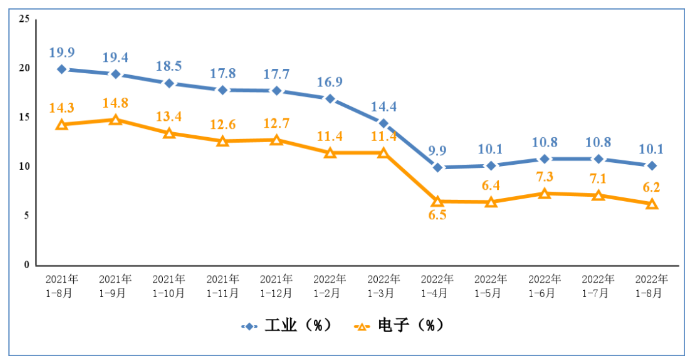 25
20
15
10
5
0
19.9 19.4 18.5 17.8 17.7 16.9 14.4 9.9 10.1 10.8 10.8 10.1
14.3 14.8 13.4 12.6 12.7 11.4 11.4 6.5 6.4 7.3 7.1 6.2
2021年 2021年 2021年 2021年 2021年 2022年 2022年 2022年 2022年 2022年 2022年 2022年
1-8月 1-9月 1-10月 1-11月 1-12月 1-2月 1-3月 1-4月 1-5月 1-6月 1-7月 1-8月
工业（%） 电子（%）